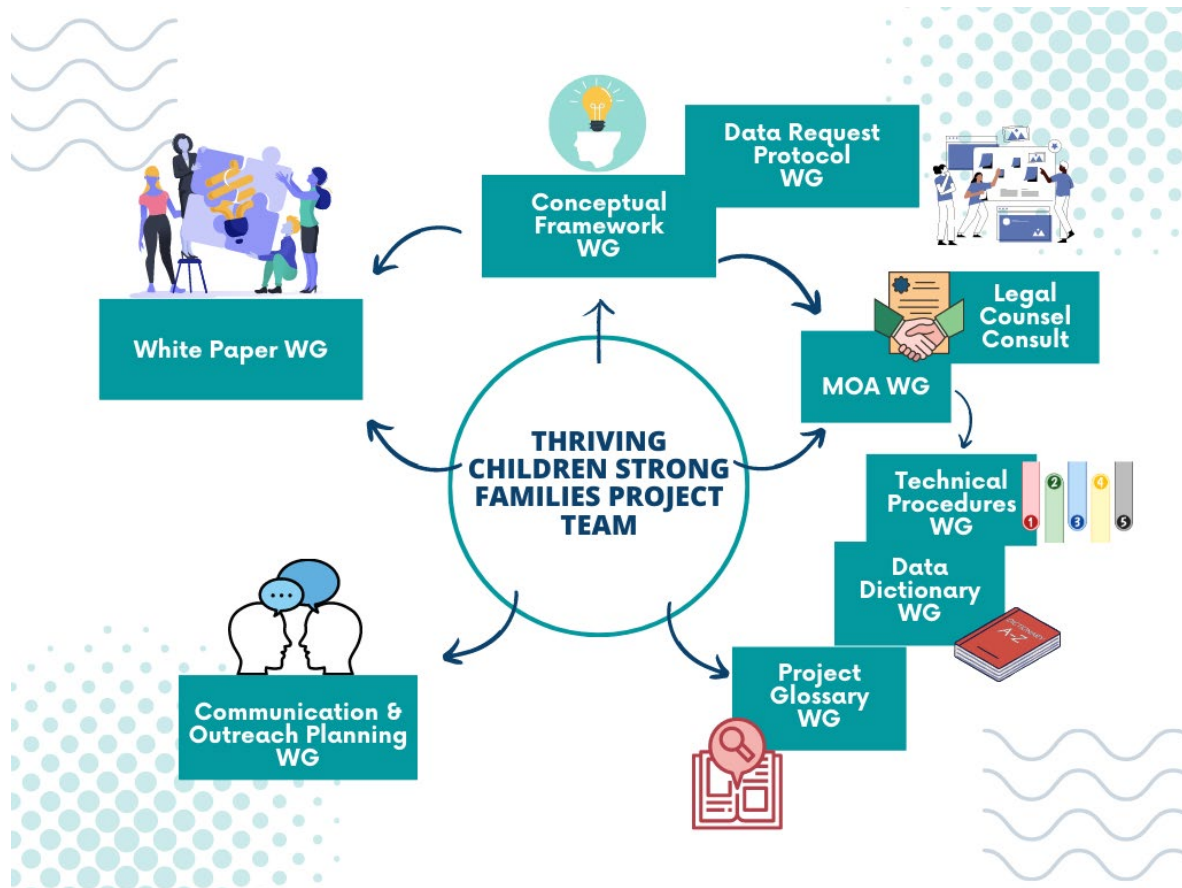 Data Request
Protocol
WG
Conceptual
Framework
WG
Legal
Counsel
Consult
White Paper WG
MOA WG
THRIVING
CHILDREN STRONG
FAMILIES PROJECT
TEAM
Technical
Procedures
WG
1
2
3
4
5
Data
Dictionary
WG
DICTIONARY
A-Z
Project
Glossary
WG
Communication &
Outreach Planning
WG